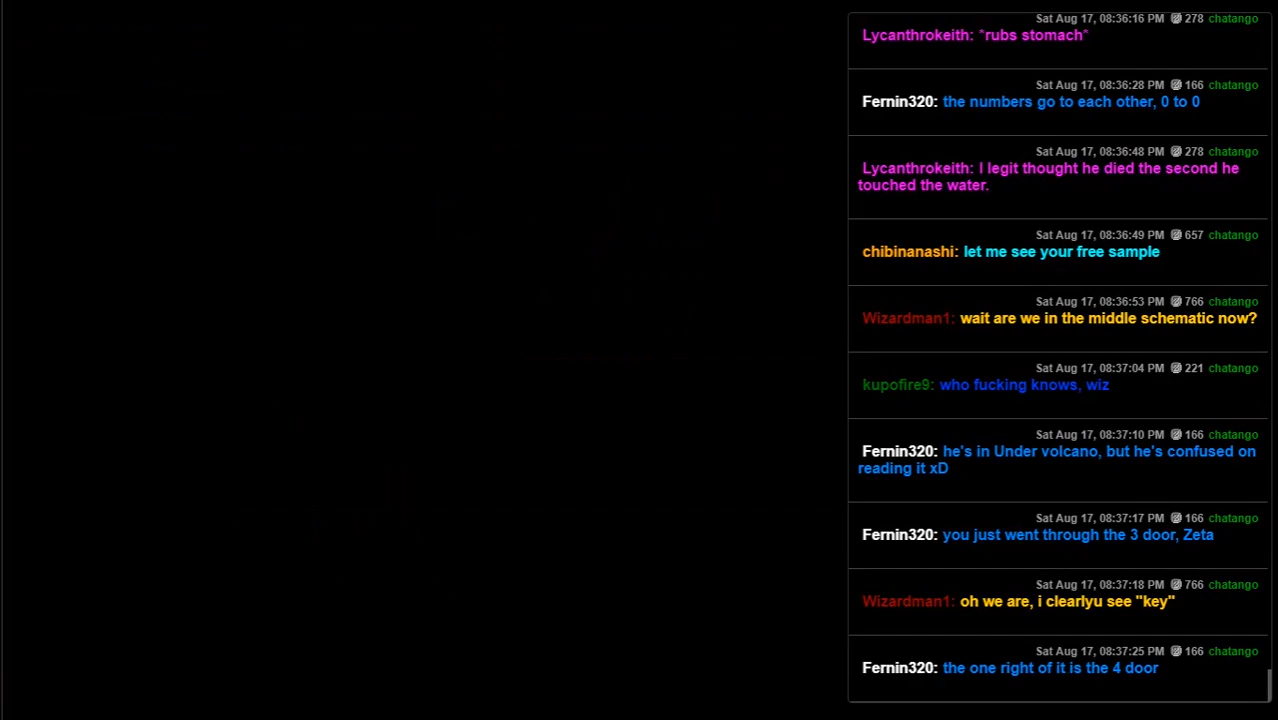 Sat Aug 17, 08:36:16 PM 278 chatango
Lycanthrokeith: *rubs stomach*
Sat Aug 17, 08:36:28 PM 166 chatango
Fernin320: the numbers go to each other, 0 to 0
Sat Aug 17, 08:36:48 PM 278 chatango
Lycanthrokeith: I legit thought he died the second he
touched the water.
Sat Aug 17, 08:36:49 PM 657 chatango
chibinanashi: let me see your free sample
Sat Aug 17, 08:36:53 PM 766 chatango
Wizardman1: wait are we in the middle schematic now?
Sat Aug 17, 08:37:04 PM 221 chatango
kupofire9: who fucking knows, wiz
Sat Aug 17, 08:37:10 PM 166 chatango
Fernin320: he's in Under volcano, but he's confused on
reading it xD
Sat Aug 17, 08:37:17 PM 166 chatango
Fernin320: you just went through the 3 door, Zeta
Sat Aug 17, 08:37:18 PM 766 chatango
Wizardman1: oh we are, i clearlyu see "key"
Sat Aug 17, 08:37:25 PM 166 chatango
Fernin320: the one right of it is the 4 door